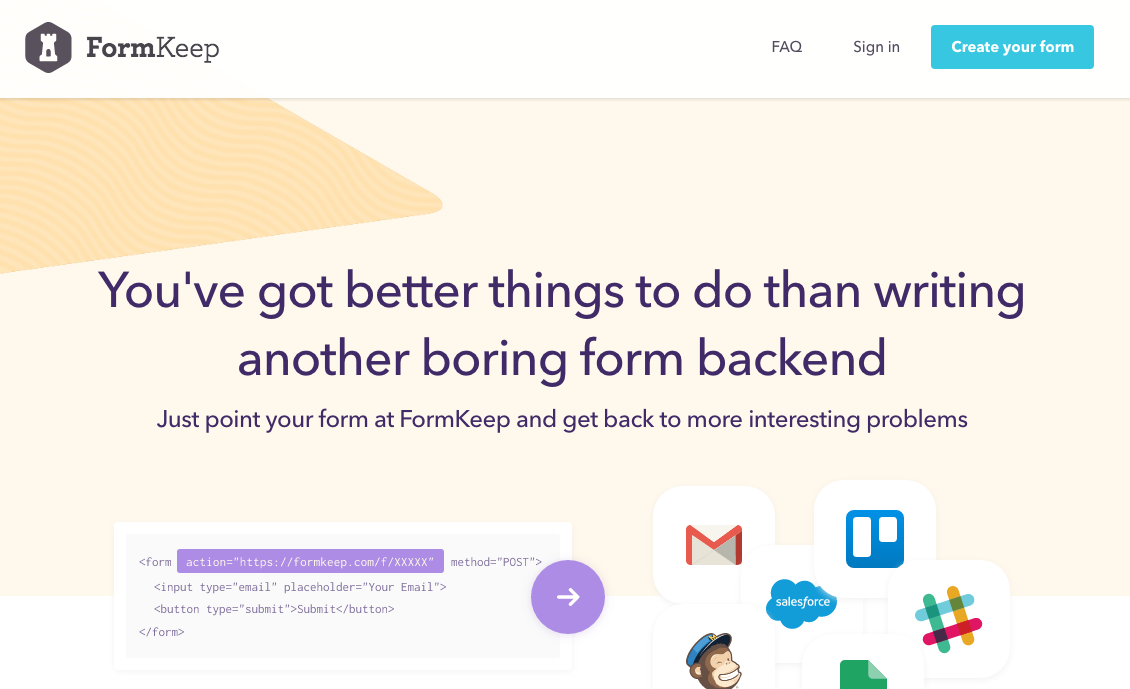 FormKeep
FAQ
Sign in
Create your form
You've got better things to do than writing
another boring form backend
Just point your form at FormKeep and get back to more interesting problems
<form action="https://formkeep.com/f/XXXXX" method="POST">
<input type="email" placeholder="Your Email">
<button type="submit">Submit</button>
</form>
salesforce